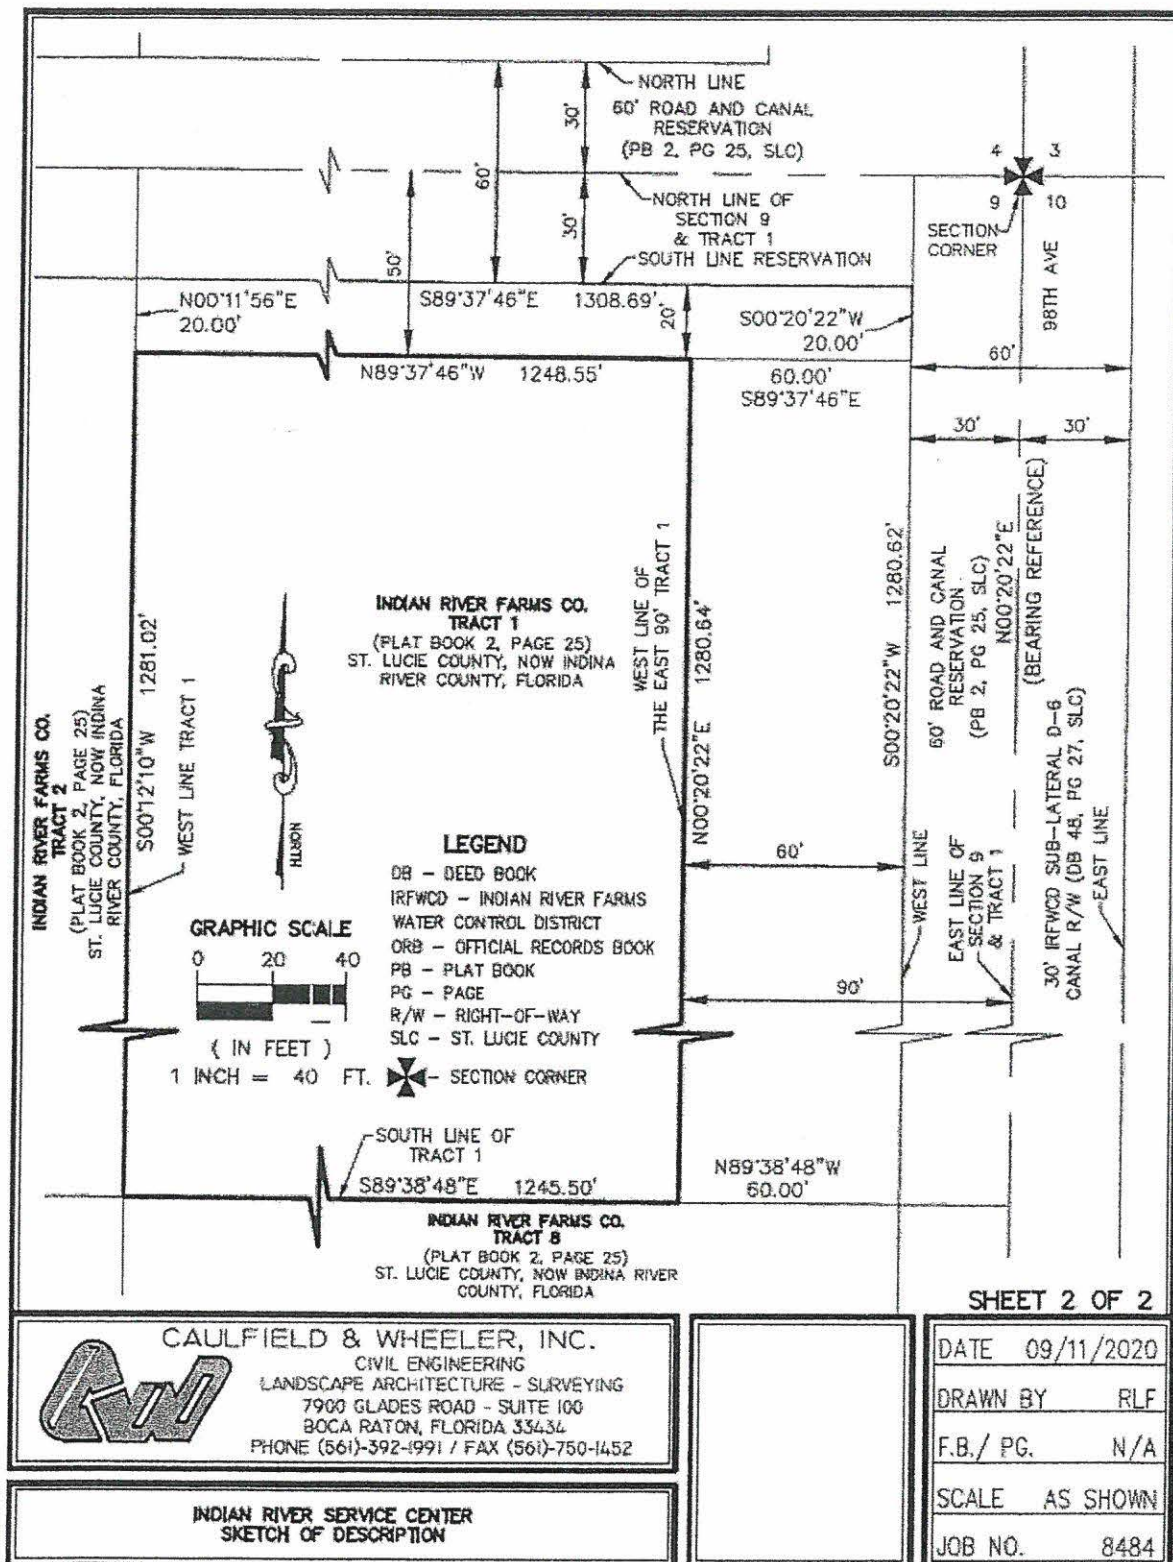 NORTH LINE
60' ROAD AND CANAL
RESERVATION
(PB 2, PG 25, SLC)
30'
60'
4 3
9 10
NORTH LINE OF
SECTION 9
& TRACT 1
30'
SECTION
CORNER
50'
SOUTH LINE RESERVATION
98TH AVE
N00°11'56"E
20.00'
S89°37'46"E 1308.69'
20'
S00°20'22"W
20.00'
60'
N89°37'46"W 1248.55'
60.00'
S89°37'46"E
30' 30'
INDIAN RIVER FARMS CO.
TRACT 1
(PLAT BOOK 2, PAGE 25)
ST. LUCIE COUNTY, NOW INDINA
RIVER COUNTY, FLORIDA
WEST LINE OF
THE EAST 90' TRACT 1
N00°20'22"E 1280.64'
S00°20'22"W 1280.62'
60' ROAD AND CANAL
RESERVATION
(PB 2, PG 25, SLC)
N00°20'22"E
(BEARING REFERENCE)
30' IRFWCD SUB-LATERAL D-6
CANAL R/W (DB 48, PG 27, SLC)
EAST LINE
INDIAN RIVER FARMS CO.
TRACT 2
(PLAT BOOK 2, PAGE 25)
ST. LUCIE COUNTY, NOW INDINA
RIVER COUNTY, FLORIDA
S00°12'10"W 1281.02'
WEST LINE TRACT 1
NORTH
LEGEND
DB - DEED BOOK
IRFWCD - INDIAN RIVER FARMS
WATER CONTROL DISTRICT
ORB - OFFICIAL RECORDS BOOK
PB - PLAT BOOK
PG - PAGE
R/W - RIGHT-OF-WAY
SLC - ST. LUCIE COUNTY
- SECTION CORNER
GRAPHIC SCALE
0 20 40
( IN FEET )
1 INCH = 40 FT.
60'
WEST LINE
EAST LINE OF
SECTION 9
& TRACT 1
90'
SOUTH LINE OF
TRACT 1
S89°38'48"E 1245.50'
N89°38'48"W
60.00'
INDIAN RIVER FARMS CO.
TRACT 8
(PLAT BOOK 2, PAGE 25)
ST. LUCIE COUNTY, NOW INDINA RIVER
COUNTY, FLORIDA
SHEET 2 OF 2
CAULFIELD & WHEELER, INC.
CIVIL ENGINEERING
LANDSCAPE ARCHITECTURE - SURVEYING
7900 GLADES ROAD - SUITE 100
BOCA RATON, FLORIDA 33434
PHONE (561)-392-1991 / FAX (561)-750-1452
INDIAN RIVER SERVICE CENTER
SKETCH OF DESCRIPTION
DATE 09/11/2020
DRAWN BY RLF
F.B./ PG. N/A
SCALE AS SHOWN
JOB NO. 8484